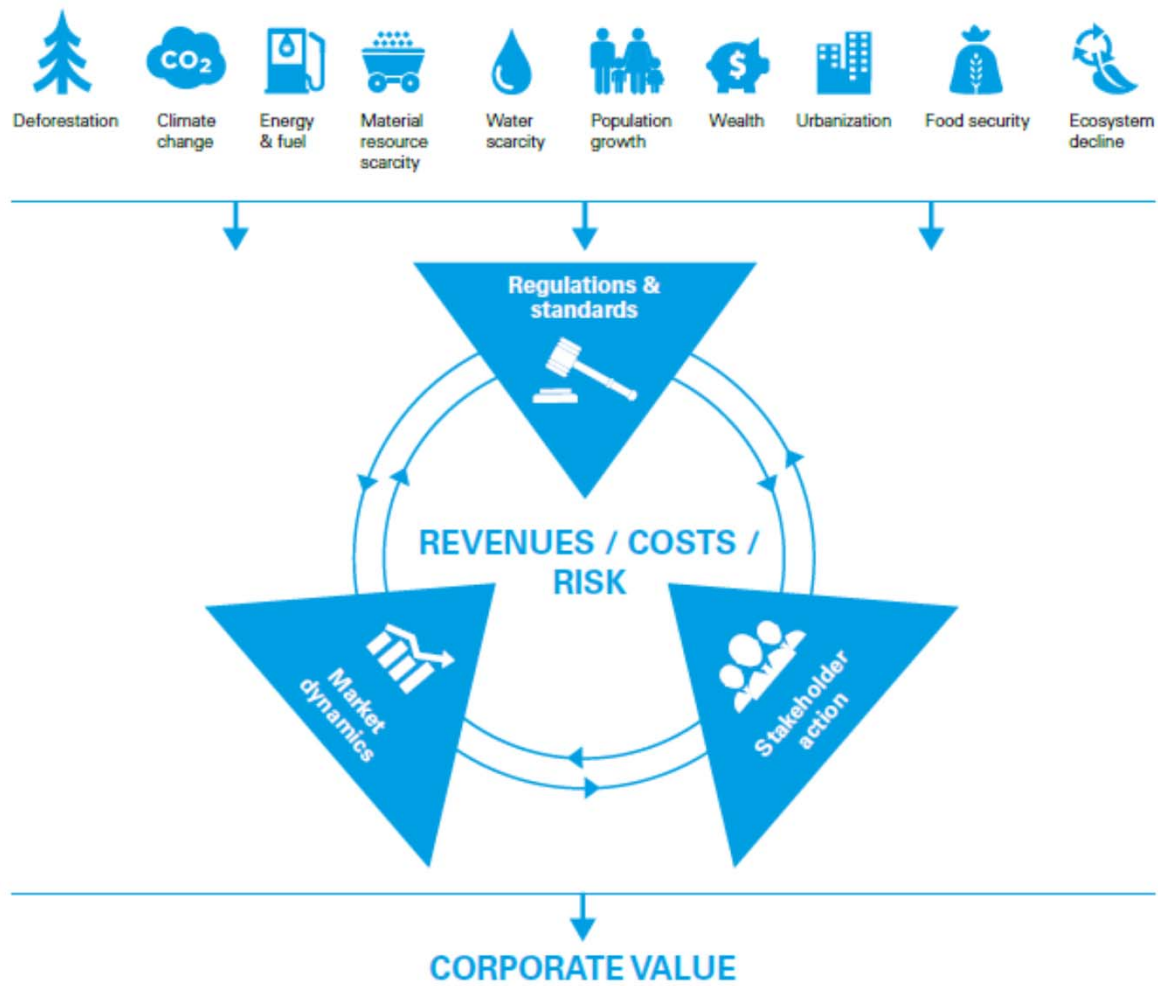 CO2
$
Deforestation
Climate
change
Energy
& fuel
Material
resource
scarcity
Water
scarcity
Population
growth
Wealth
Urbanization
Food security
Ecosystem
decline
Regulations &
standards
REVENUES / COSTS /
RISK
Market
dynamics
Stakeholder
action
CORPORATE VALUE